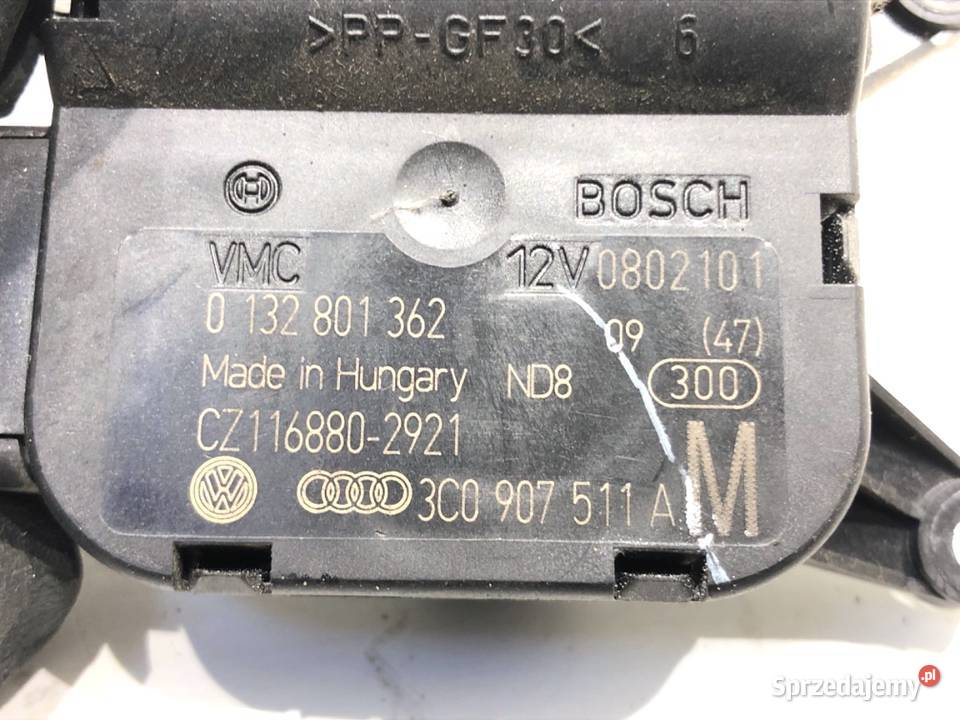 >PP-GF30< 6
BOSCH
VMC 12V 0802101
0 132 801 362 09 (47)
Made in Hungary ND8 300
CZ116880-2921 M
3C0 907 511 A
Sprzedajemy.pl